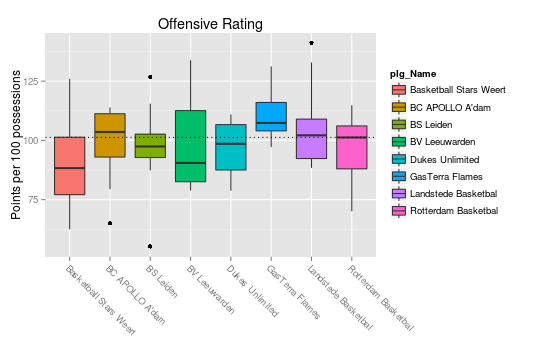 Offensive Rating
Points per 100 possessions
125
100
75
Basketball Stars Weert
BC APOLLO A'dam
BS Leiden
BV Leeuwarden
Dukes Unlimited
GasTerra Flames
Landstede Basketbal
Rotterdam Basketbal
plg_Name
Basketball Stars Weert
BC APOLLO A'dam
BS Leiden
BV Leeuwarden
Dukes Unlimited
GasTerra Flames
Landstede Basketbal
Rotterdam Basketbal